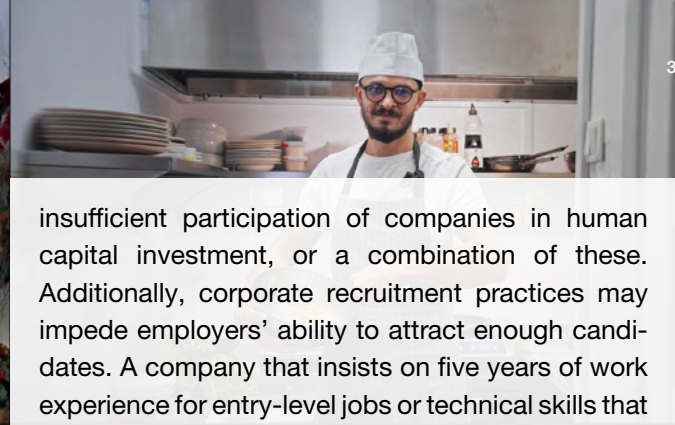 3
insufficient participation of companies in human
capital investment, or a combination of these.
Additionally, corporate recruitment practices may
impede employers’ ability to attract enough candi-
dates. A company that insists on five years of work
experience for entry-level jobs or technical skills that